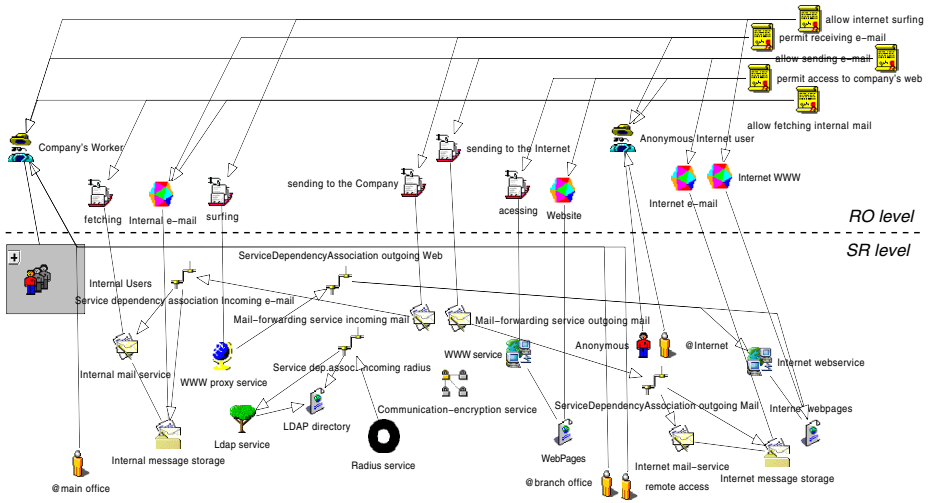 allow internet surfing
permit receiving e-mail
allow sending e-mail
permit access to company's web
allow fetching internal mail
Company's Worker
sending to the Internet
Anonymous Internet user
sending to the Company
Internet WWW
fetching
Internal e-mail
surfing
acessing
Website
Internet e-mail
RO level
SR level
ServiceDependencyAssociation outgoing Web
Internal Users
Service dependency association Incoming e-mail
Mail-forwarding service incoming mail
Mail-forwarding service outgoing mail
Anonymous
@Internet
WWW service
Internet webservice
Internal mail service
WWW proxy service
Service dep.assoc. incoming radius
Communication-encryption service
ServiceDependencyAssociation outgoing Mail
Internet webpages
LDAP directory
Ldap service
Internal message storage
Radius service
WebPages
Internet mail-service
Internet message storage
@main office
@branch office
remote access